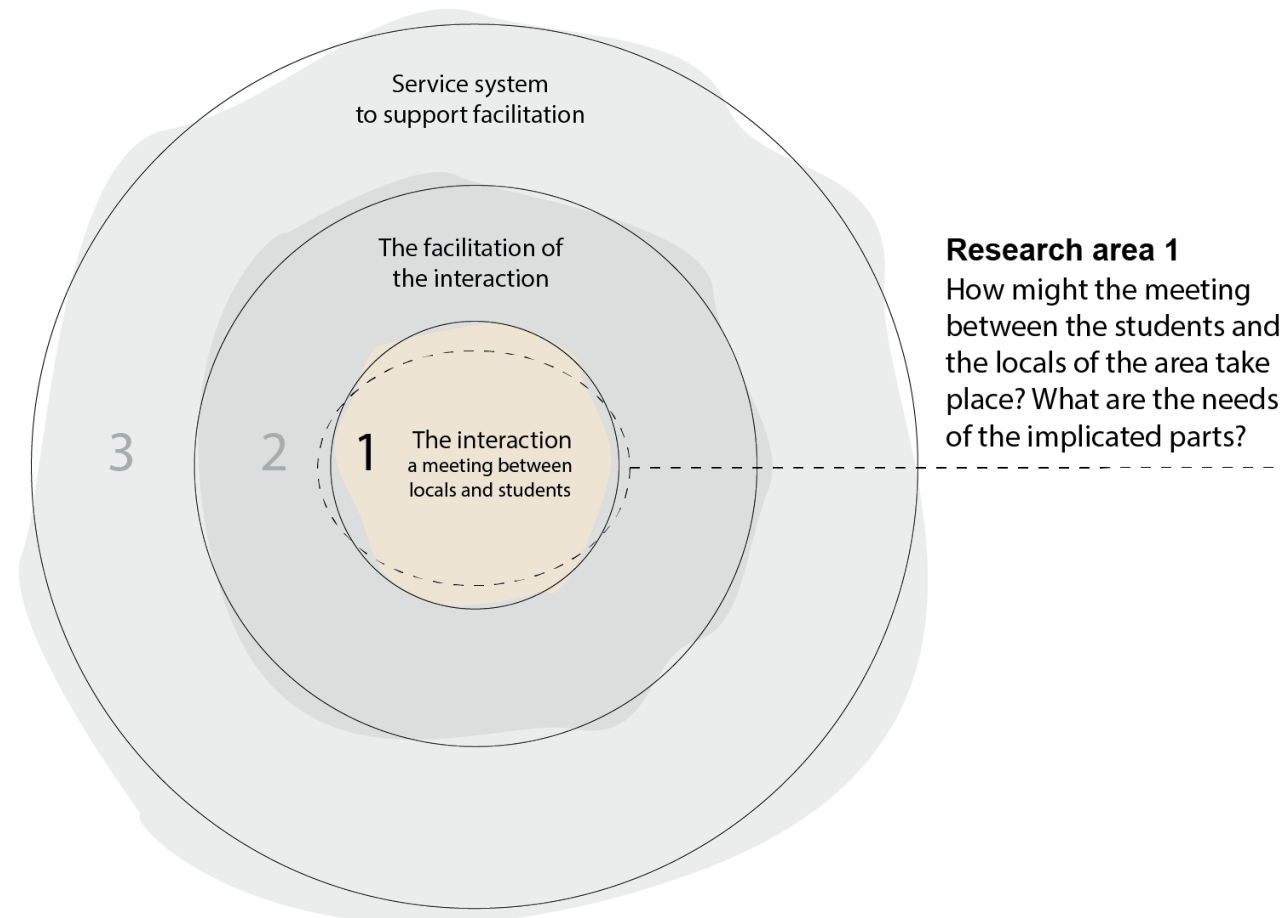 Service system
to support facilitation
The facilitation of
the interaction
Research area 1
How might the meeting
between the students and
the locals of the area take
place? What are the needs
of the implicated parts?
3
2
1
The interaction
a meeting between
locals and students